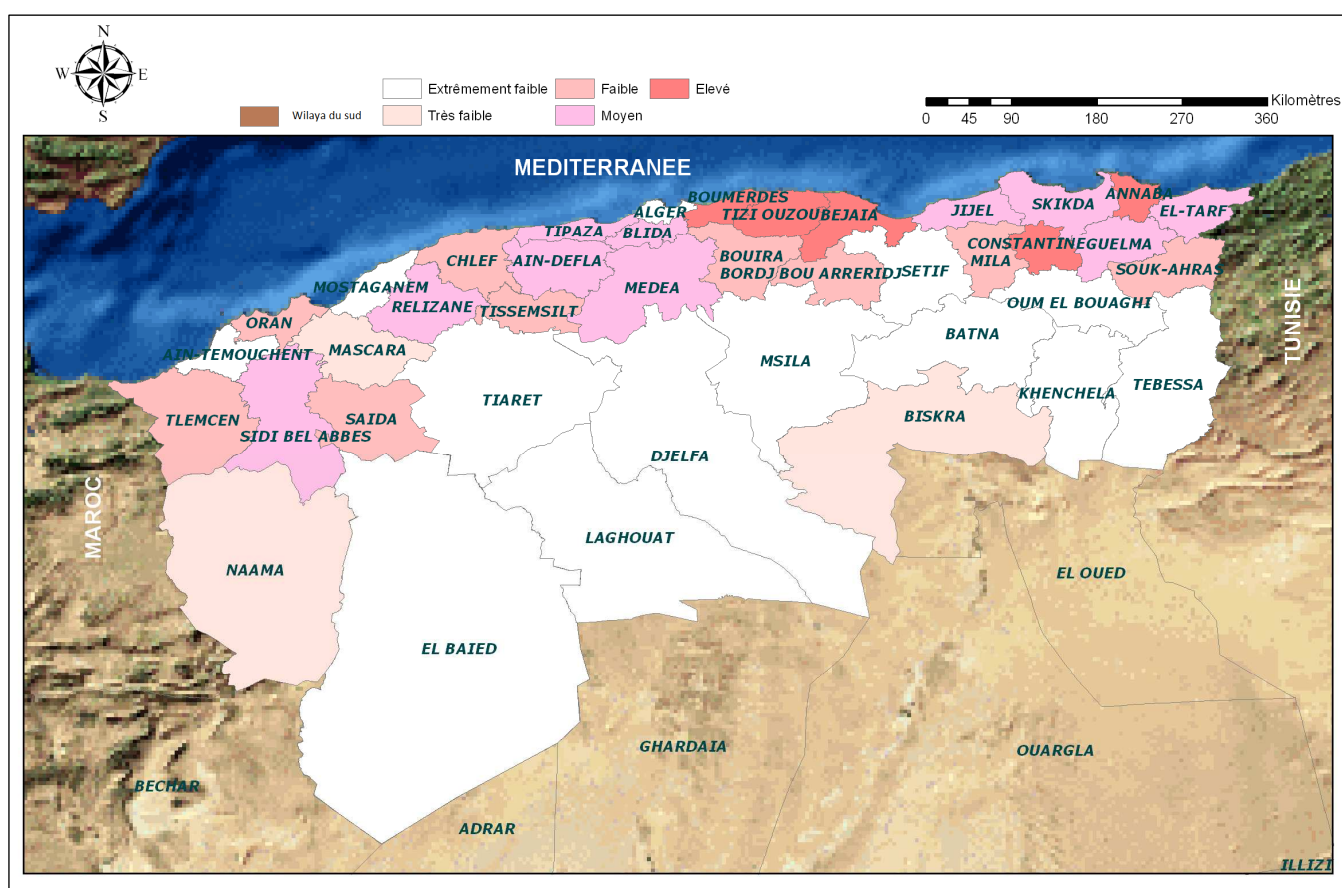 N
W E
S
Extrêmement faible
Faible
Elevé
Wilaya du sud
Très faible
Moyen
Kilomètres
0 45 90 180 270 360
MEDITERRANEE
BOUMERDES
ANNABA
ALGER
TIZI OUZOU
BEJAIA
JIJEL
SKIKDA
EL-TARF
TIPAZA
BLIDA
CONSTANTINE
GUELMA
CHLEF
AIN-DEFLA
BOUIRA
MILA
BORDJ BOU ARRERIDJ
SETIF
SOUK-AHRAS
MOSTAGANEM
MEDEA
RELIZANE
TISSEMSILT
OUM EL BOUAGHI
ORAN
TUNISIE
AIN-TEMOUCHENT
MASCARA
BATNA
MSILA
TEBESSA
KHENCHELA
TIARET
TLEMCEN
SAIDA
BISKRA
SIDI BEL ABBES
DJELFA
MAROC
LAGHOUAT
NAAMA
EL OUED
EL BAIED
GHARDAIA
OUARGLA
BECHAR
ADRAR
ILLIZI